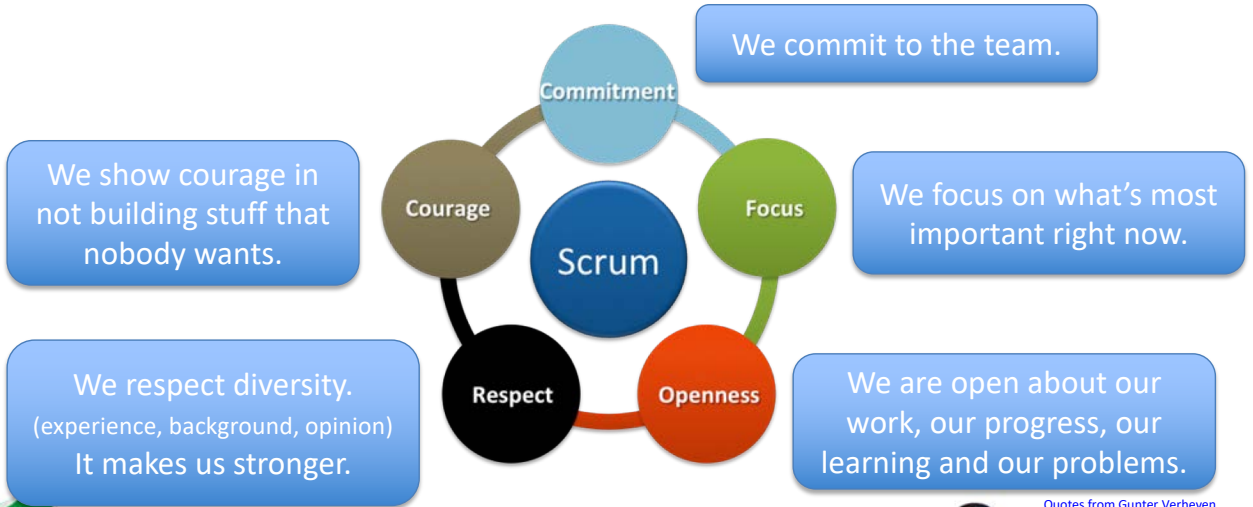 We commit to the team.
Commitment
We show courage in
not building stuff that
nobody wants.
Courage
Scrum
Focus
We focus on what's most
important right now.
We respect diversity.
(experience, background, opinion)
It makes us stronger.
Respect
Openness
We are open about our
work, our progress, our
learning and our problems.
Quotes from Gunter Verheyen